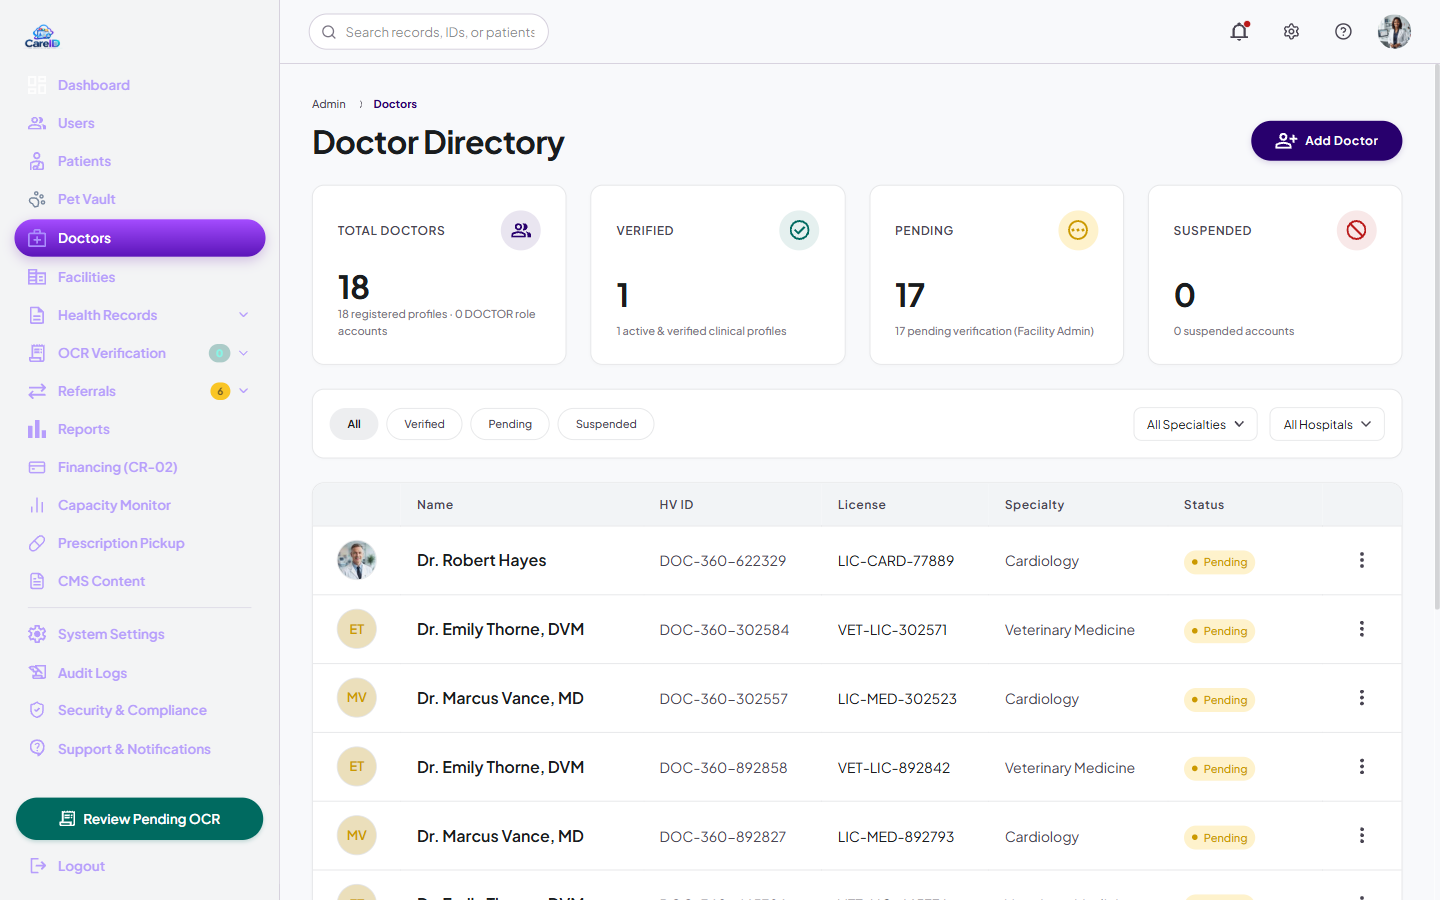 CareID
Dashboard
Users
Patients
Pet Vault
Doctors
Facilities
Health Records
OCR Verification 0
Referrals 6
Reports
Financing (CR-02)
Capacity Monitor
Prescription Pickup
CMS Content
System Settings
Audit Logs
Security & Compliance
Support & Notifications
Review Pending OCR
Logout
Search records, IDs, or patients
Admin > Doctors
Doctor Directory
Add Doctor
TOTAL DOCTORS
18
18 registered profiles · 0 DOCTOR role
accounts
VERIFIED
1
1 active & verified clinical profiles
PENDING
17
17 pending verification (Facility Admin)
SUSPENDED
0
0 suspended accounts
All Verified Pending Suspended All Specialties All Hospitals
Name HV ID License Specialty Status
Dr. Robert Hayes DOC-360-622329 LIC-CARD-77889 Cardiology Pending
ET Dr. Emily Thorne, DVM DOC-360-302584 VET-LIC-302571 Veterinary Medicine Pending
MV Dr. Marcus Vance, MD DOC-360-302557 LIC-MED-302523 Cardiology Pending
ET Dr. Emily Thorne, DVM DOC-360-892858 VET-LIC-892842 Veterinary Medicine Pending
MV Dr. Marcus Vance, MD DOC-360-892827 LIC-MED-892793 Cardiology Pending